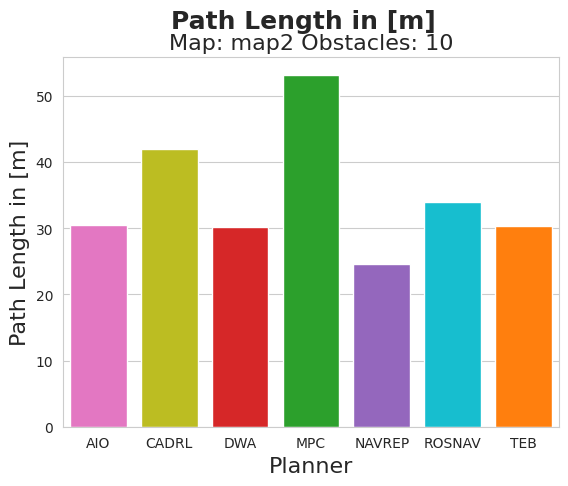 Path Length in [m]
Map: map2 Obstacles: 10
Path Length in [m]
50
40
30
20
10
0
AIO CADRL DWA MPC NAVREP ROSNAV TEB
Planner